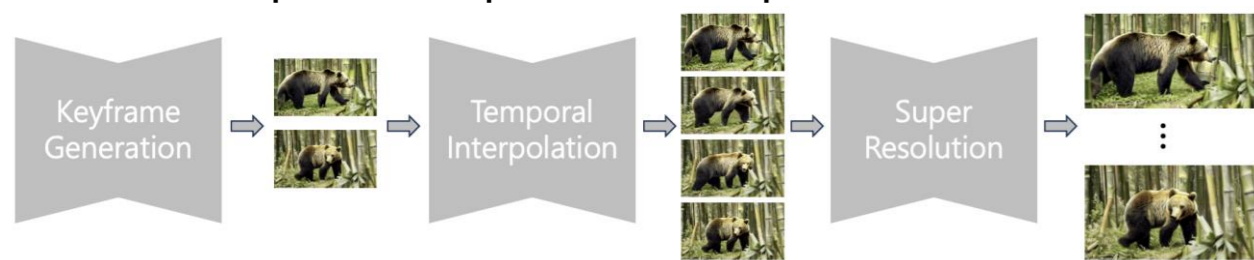 Keyframe
Generation
Temporal
Interpolation
Super
Resolution